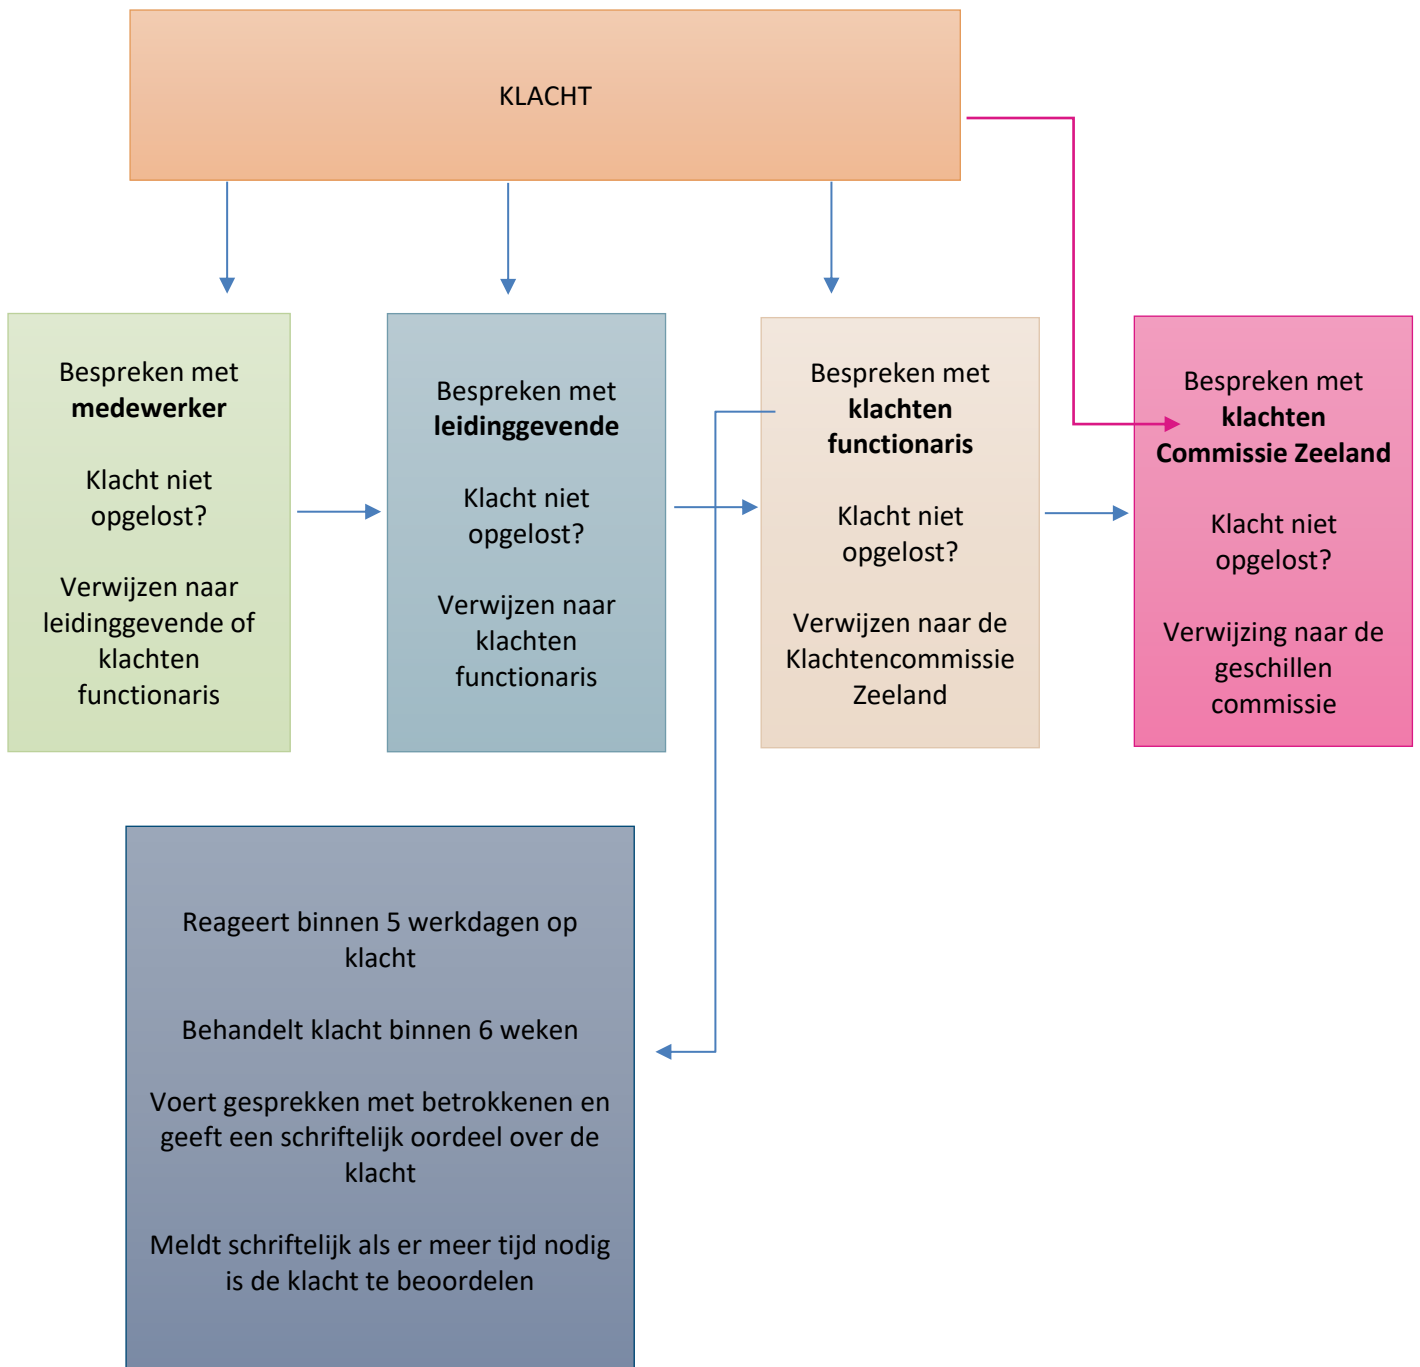 KLACHT
Bespreken met
medewerker
Klacht niet
opgelost?
Verwijzen naar
leidinggevende of
klachten
functionaris
Bespreken met
leidinggevende
Klacht niet
opgelost?
Verwijzen naar
klachten
functionaris
Bespreken met
klachten
functionaris
Klacht niet
opgelost?
Verwijzen naar de
Klachtencommissie
Zeeland
Bespreken met
klachten
Commissie Zeeland
Klacht niet
opgelost?
Verwijzing naar de
geschillen
commissie
Reageert binnen 5 werkdagen op
klacht
Behandelt klacht binnen 6 weken
Voert gesprekken met betrokkenen en
geeft een schriftelijk oordeel over de
klacht
Meldt schriftelijk als er meer tijd nodig
is de klacht te beoordelen